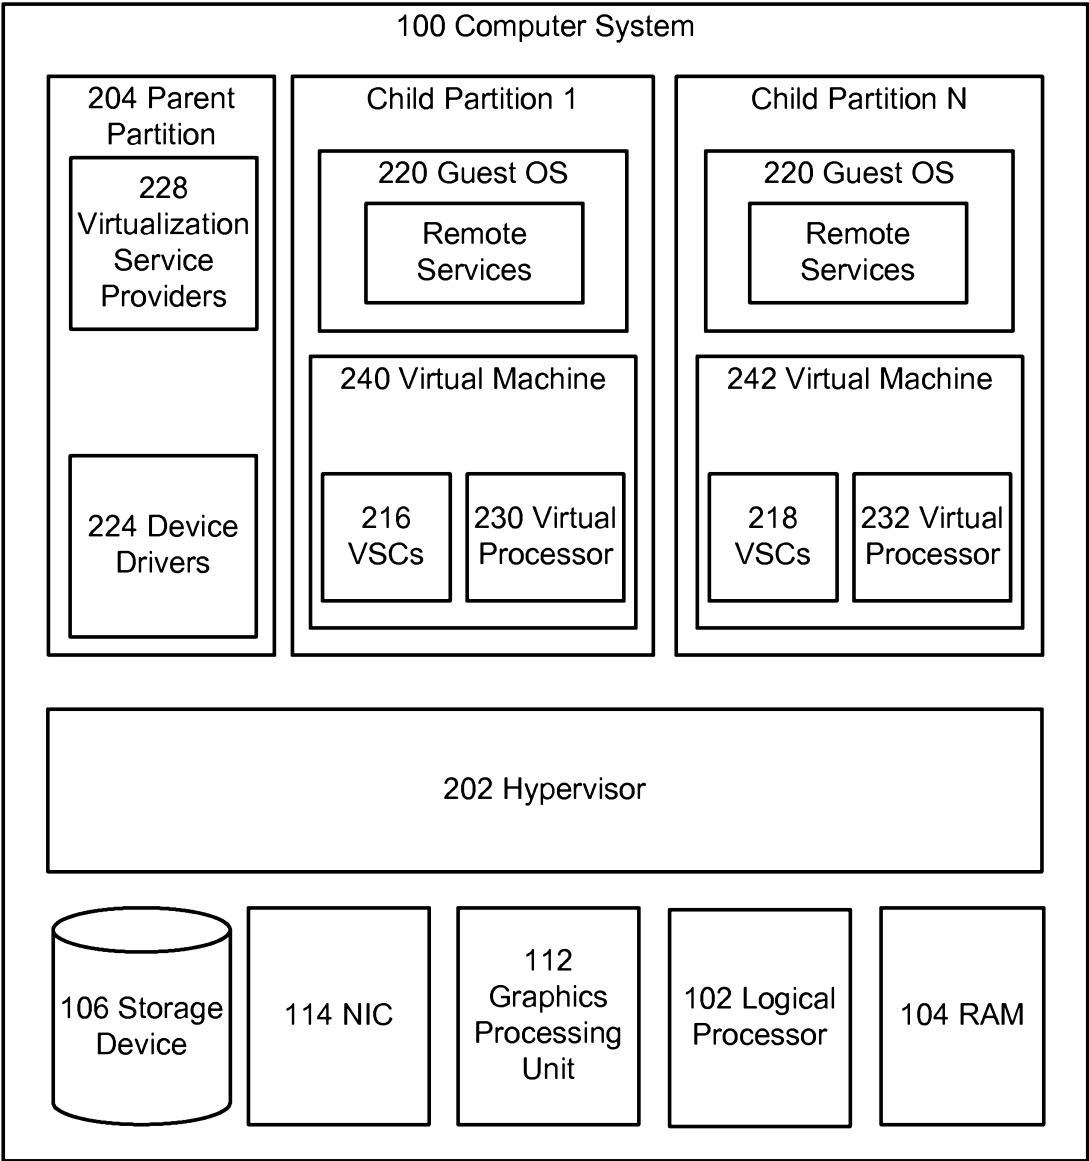 100 Computer System
204 Parent
Partition
228
Virtualization
Service
Providers
224 Device
Drivers
Child Partition 1
220 Guest OS
Remote
Services
240 Virtual Machine
216
VSCs
230 Virtual
Processor
Child Partition N
220 Guest OS
Remote
Services
242 Virtual Machine
218
VSCs
232 Virtual
Processor
202 Hypervisor
106 Storage
Device
114 NIC
112
Graphics
Processing
Unit
102 Logical
Processor
104 RAM